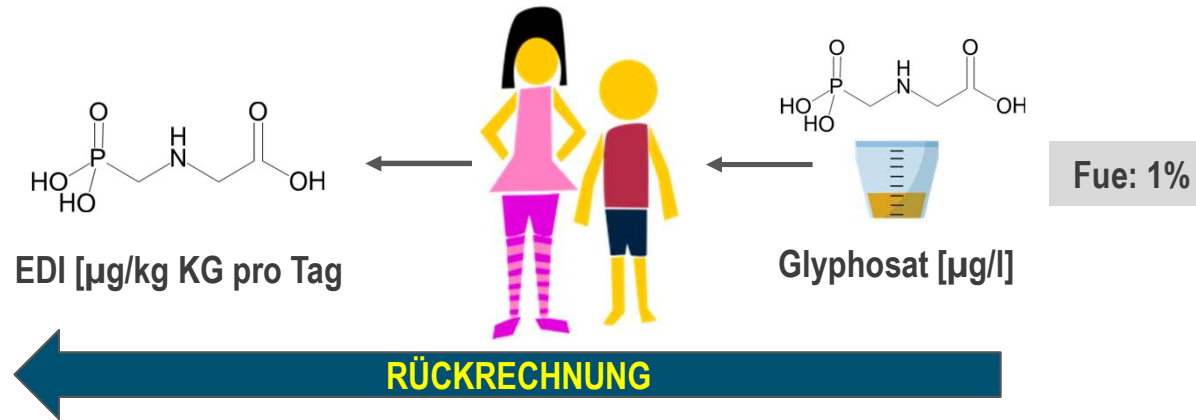 O
H
O
P
N
HO
HO
OH
EDI [µg/kg KG pro Tag
O
H
O
P
N
HO
HO
OH
Glyphosat [µg/l]
Fue: 1%
RÜCKRECHNUNG